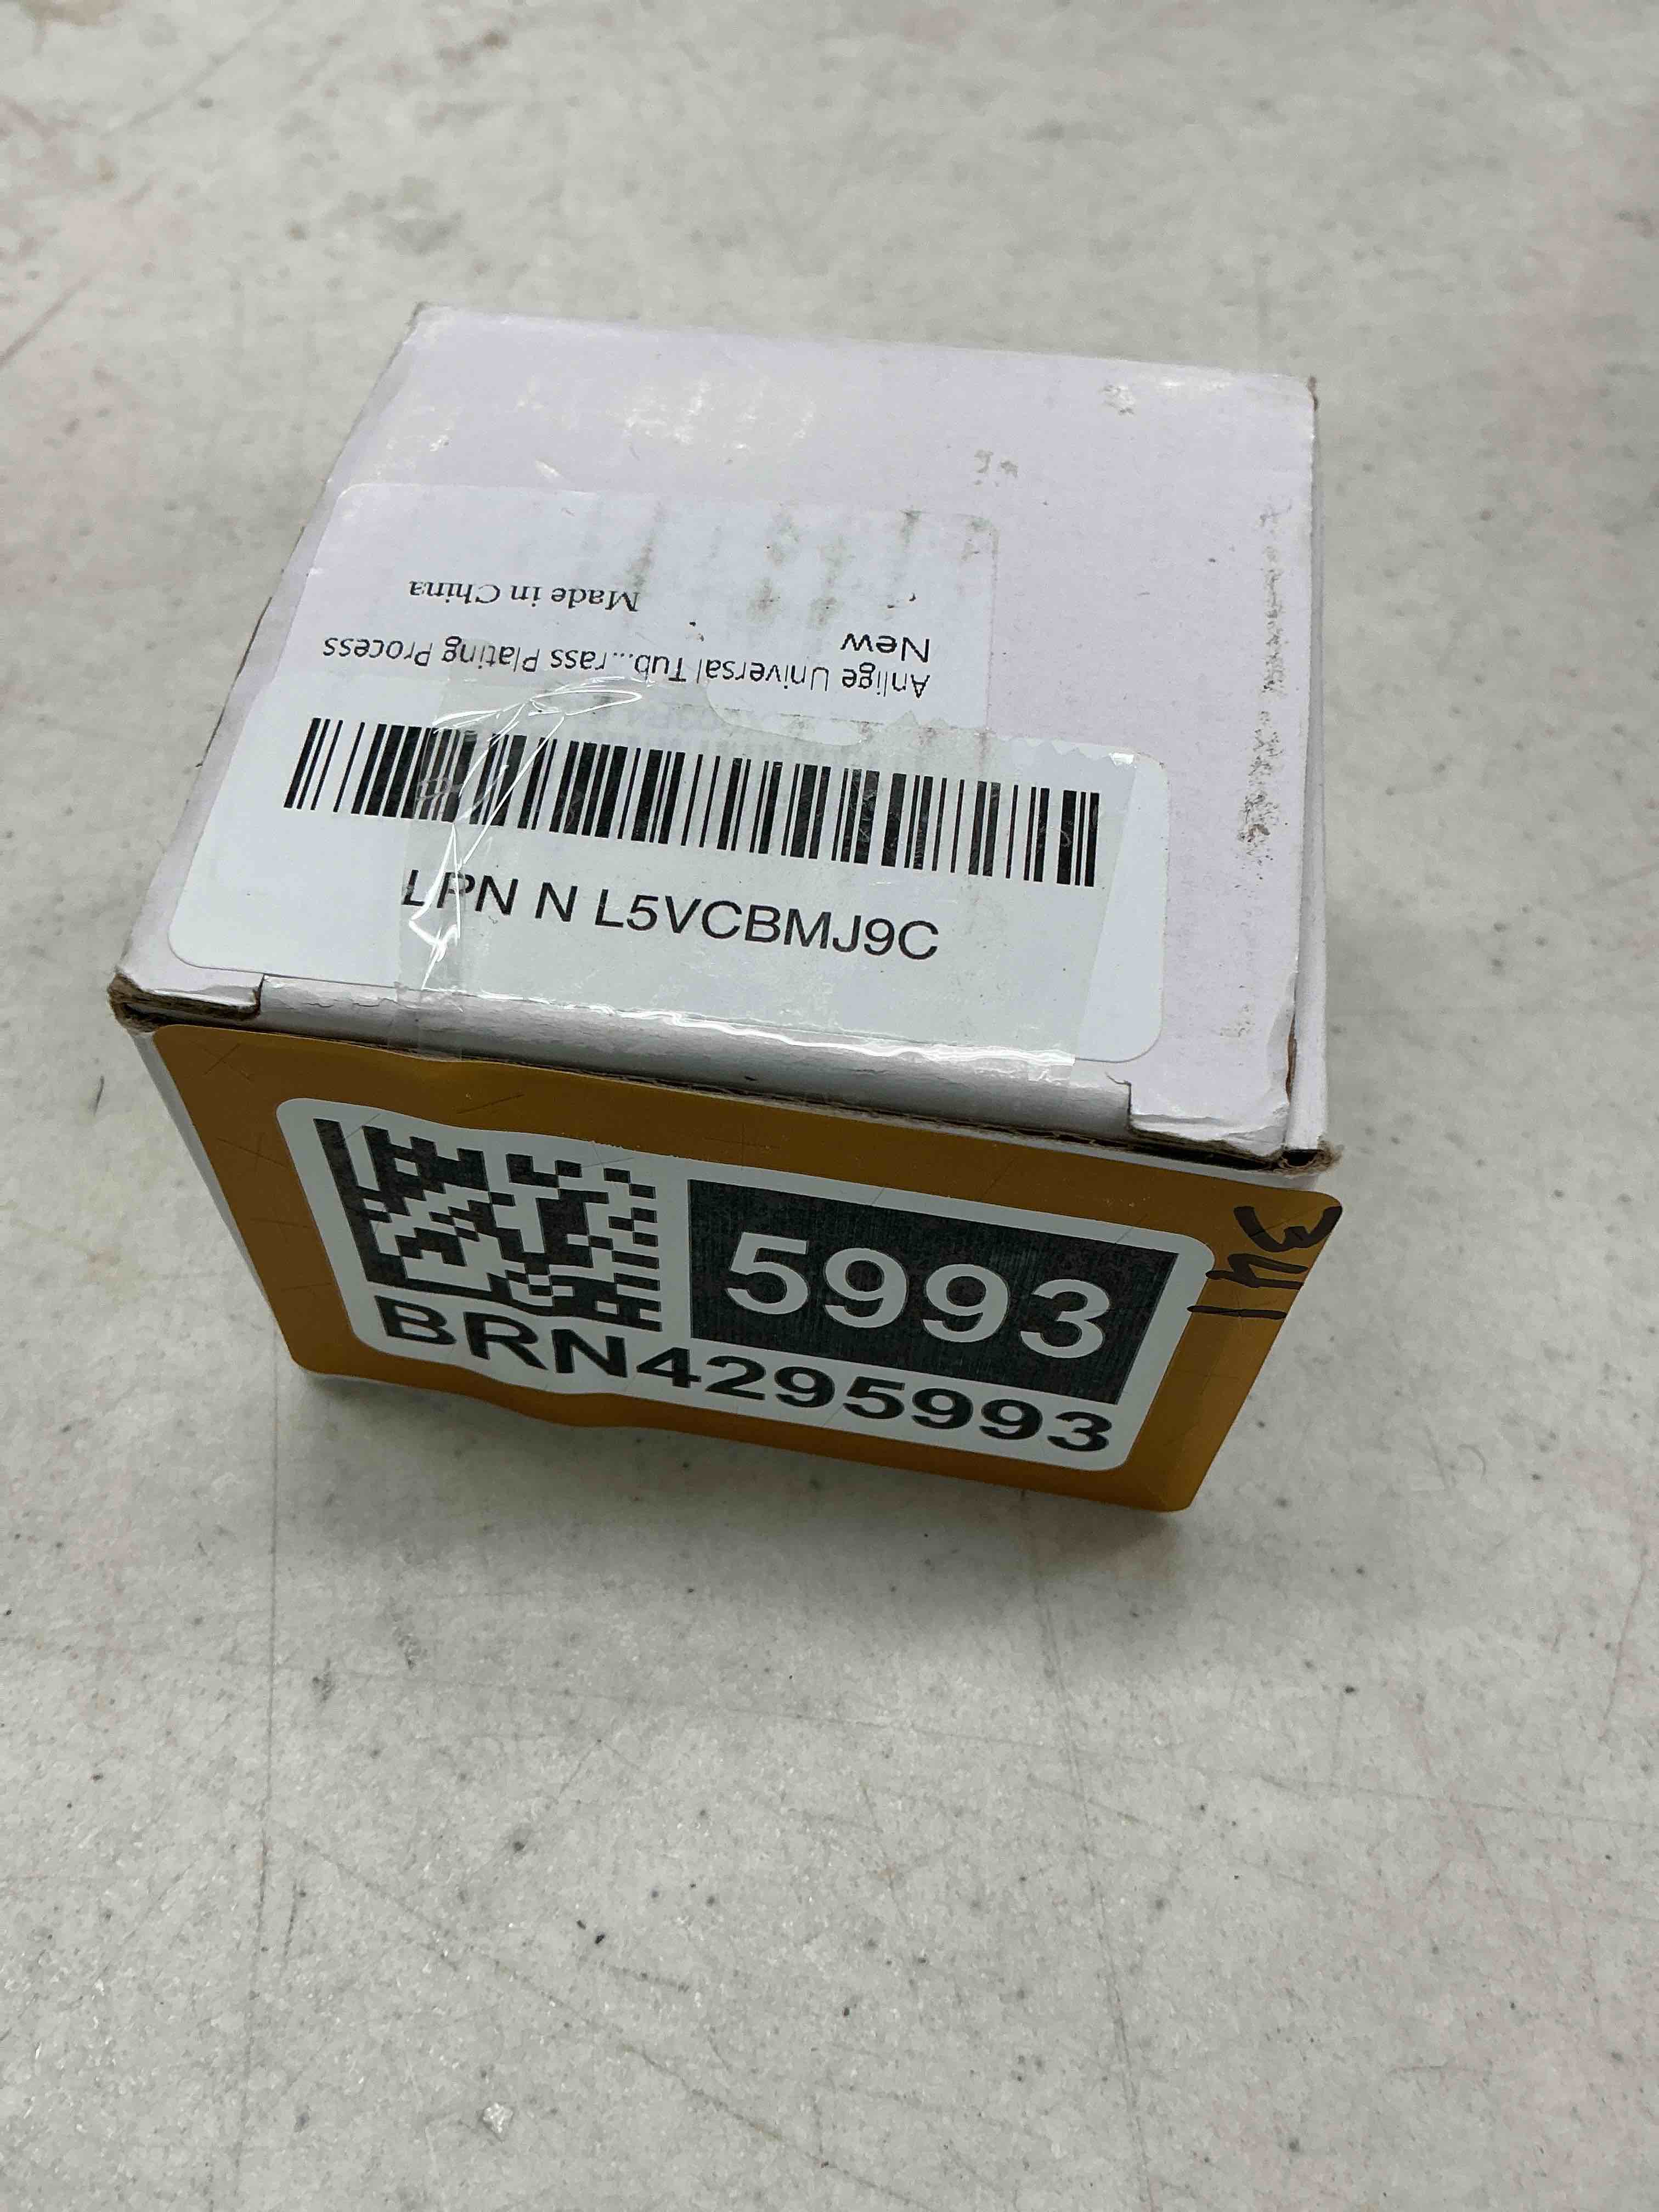 Anlige Universal Tub...rass Plating Process
New
Made in China
LPN N L5VCBMJ9C
5993
BRN4295993